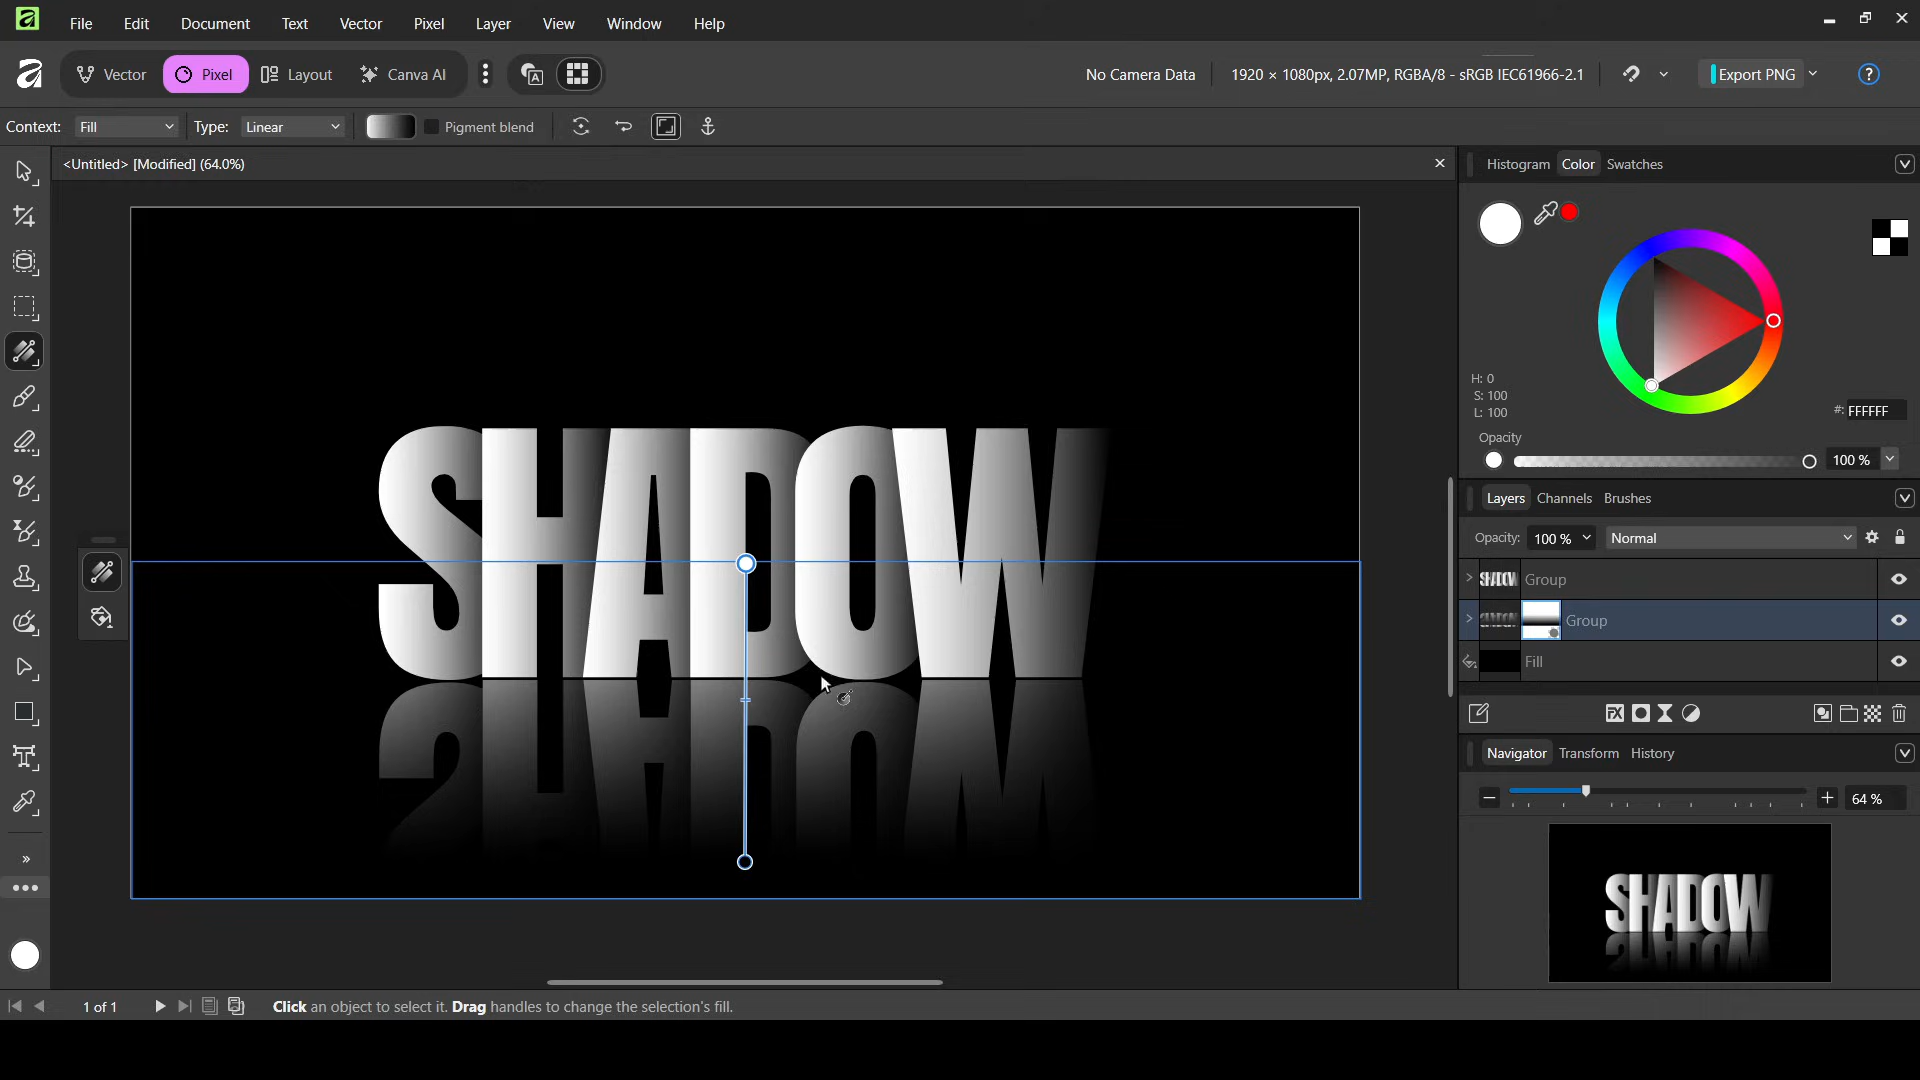 File Edit Document Text Vector Pixel Layer View Window Help
Vector Pixel Layout Canva AI No Camera Data 1920 × 1080px, 2.07MP, RGBA/8 - sRGB IEC61966-2.1 Export PNG ?
Context: Fill Type: Linear Pigment blend
<Untitled> [Modified] (64.0%)
Histogram Color Swatches
H: 0
S: 100
L: 100
#: FFFFFF
Opacity
100 %
Layers Channels Brushes
Opacity: 100 % Normal
Group
Group
Fill
FX
Navigator Transform History
64 %
SHADOW
1 of 1 Click an object to select it. Drag handles to change the selection's fill.